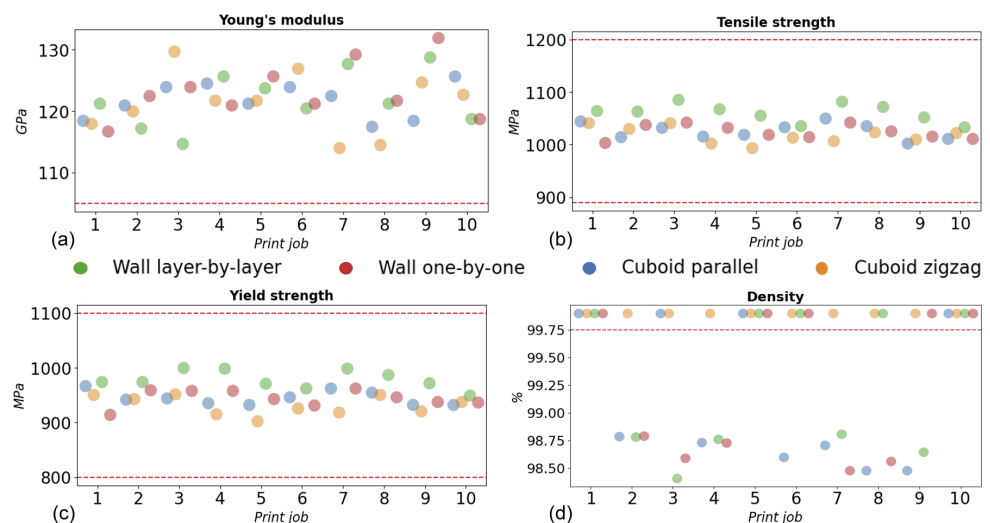 Young's modulus
130
120
110
GPa
1 2 3 4 5 6 7 8 9 10
Print job
(a)
Tensile strength
1200
1100
1000
900
MPa
1 2 3 4 5 6 7 8 9 10
Print job
(b)
Wall layer-by-layer Wall one-by-one Cuboid parallel Cuboid zigzag
Yield strength
1100
1000
900
800
MPa
1 2 3 4 5 6 7 8 9 10
Print job
(c)
Density
99.75
99.50
99.25
99.00
98.75
98.50
%
1 2 3 4 5 6 7 8 9 10
Print job
(d)